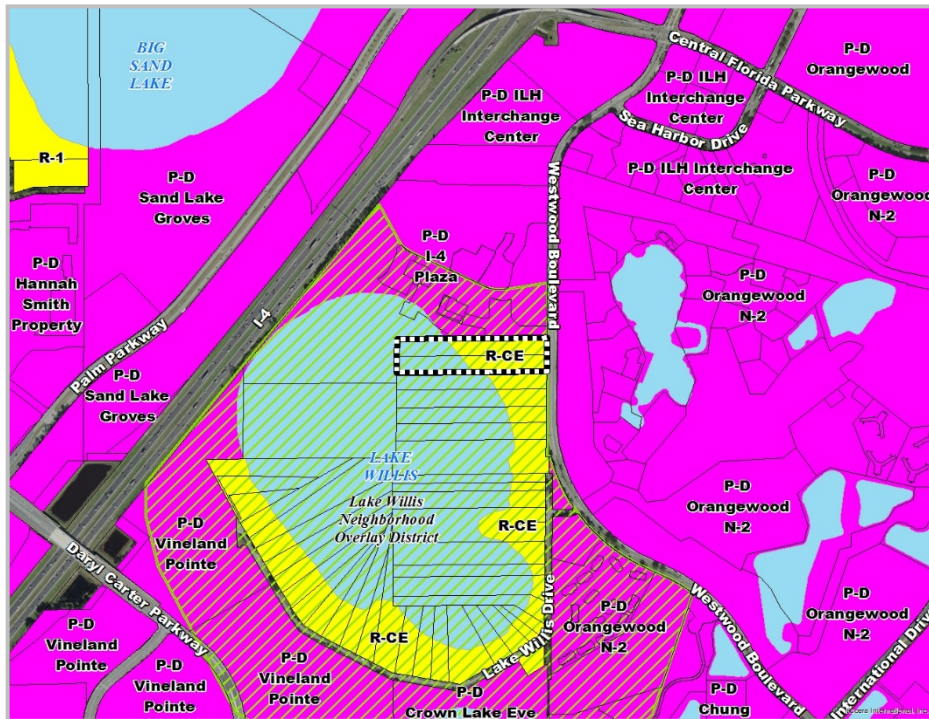 BIG
SAND
LAKE
Central Florida Parkway
P-D
Orangewood
P-D ILH
Interchange
Center
P-D ILH
Interchange
Center
Sea Harbor Drive
R-1
P-D
Sand Lake
Groves
Westwood Boulevard
P-D ILH Interchange
Center
P-D
Orangewood
N-2
P-D
Hannah
Smith
Property
P-D
I-4
Plaza
P-D
Orangewood
N-2
I-4
Palm Parkway
R-CE
P-D
Sand Lake
Groves
LAKE
WILLIS
Lake Willis
Neighborhood
Overlay District
P-D
Orangewood
N-2
R-CE
P-D
Vineland
Pointe
Daryl Carter Parkway
Lake Willis Drive
P-D
Orangewood
N-2
Westwood Boulevard
P-D
Orangewood
N-2
International Drive
P-D
Vineland
Pointe
R-CE
P-D
Vineland
Pointe
P-D
Vineland
Pointe
P-D
Crown Lake Eve
P-D
Chung